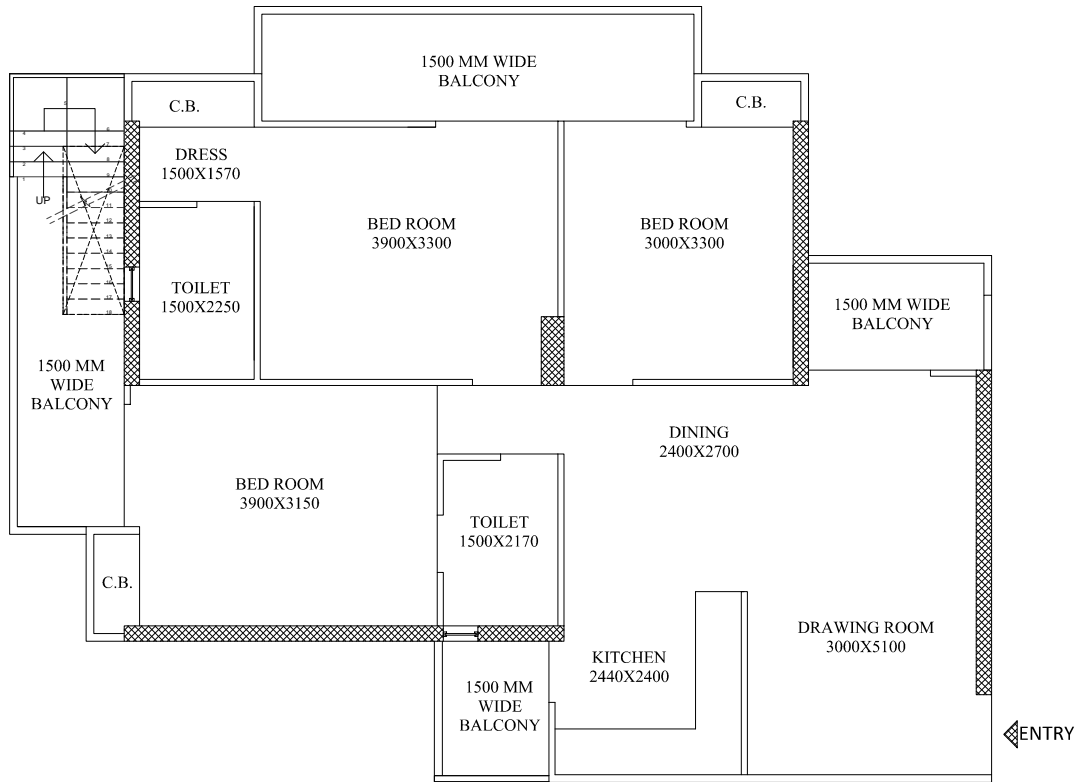 1500 MM WIDE
BALCONY
C.B.
C.B.
DRESS
1500X1570
UP
BED ROOM
3900X3300
BED ROOM
3000X3300
TOILET
1500X2250
1500 MM WIDE
BALCONY
1500 MM
WIDE
BALCONY
DINING
2400X2700
BED ROOM
3900X3150
TOILET
1500X2170
C.B.
DRAWING ROOM
3000X5100
KITCHEN
2440X2400
1500 MM
WIDE
BALCONY
ENTRY